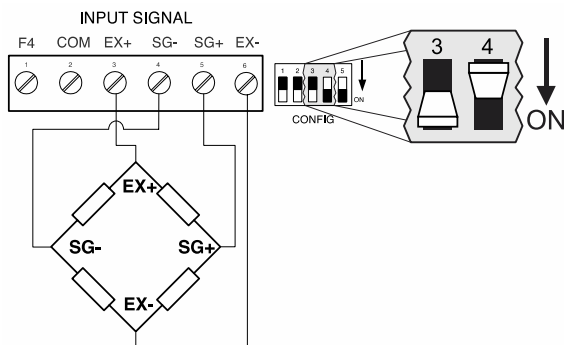 INPUT SIGNAL
F4 COM EX+ SG- SG+ EX-
1 2 3 4 5 6
1 2 3 4 5
ON
CONFIG
3 4
ON
EX+
SG- SG+
EX-